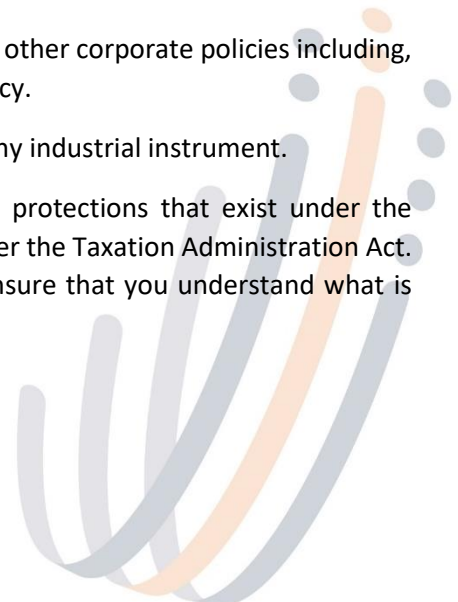 other corporate policies including,
cy.
ny industrial instrument.
protections that exist under the
er the Taxation Administration Act.
nsure that you understand what is